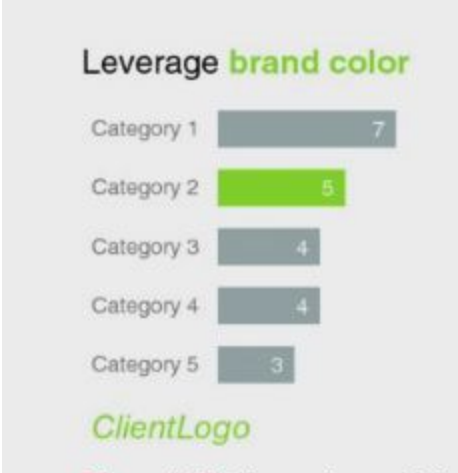 Leverage brand color
Category 1 7
Category 2 5
Category 3 4
Category 4 4
Category 5 3
ClientLogo